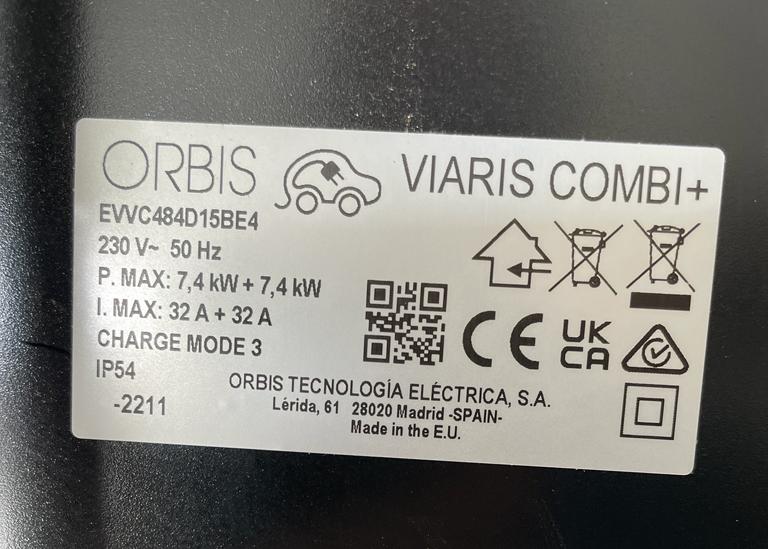 ORBIS
VIARIS COMBI+
EVVC484D15BE4
230 V~ 50 Hz
P. MAX: 7,4 kW + 7,4 kW
I. MAX: 32 A + 32 A
CHARGE MODE 3
IP54
-2211
CE
UK
CA
ORBIS TECNOLOGÍA ELÉCTRICA, S.A.
Lérida, 61 28020 Madrid -SPAIN-
Made in the E.U.